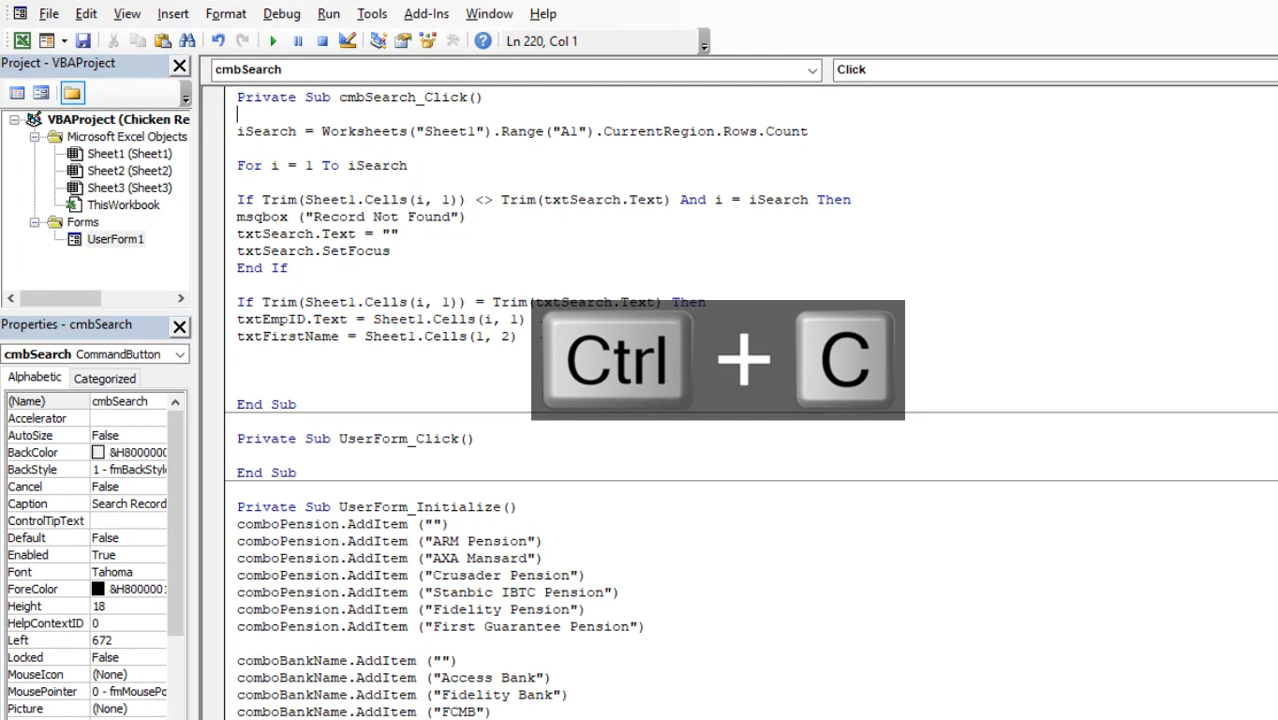 File Edit View Insert Format Debug Run Tools Add-Ins Window Help
Ln 220, Col 1
Project - VBAProject
VBAProject (Chicken Re
Microsoft Excel Objects
Sheet1 (Sheet1)
Sheet2 (Sheet2)
Sheet3 (Sheet3)
ThisWorkbook
Forms
UserForm1
Properties - cmbSearch
cmbSearch CommandButton
Alphabetic Categorized
(Name) cmbSearch
Accelerator
AutoSize False
BackColor &H8000000
BackStyle 1 - fmBackStyl
Cancel False
Caption Search Record
ControlTipText
Default False
Enabled True
Font Tahoma
ForeColor &H8000001
Height 18
HelpContextID 0
Left 672
Locked False
MouseIcon (None)
MousePointer 0 - fmMousePo
Picture (None)
cmbSearch Click
Private Sub cmbSearch_Click()
iSearch = Worksheets("Sheet1").Range("A1").CurrentRegion.Rows.Count
For i = 1 To iSearch
If Trim(Sheet1.Cells(i, 1)) <> Trim(txtSearch.Text) And i = iSearch Then
msqbox ("Record Not Found")
txtSearch.Text = ""
txtSearch.SetFocus
End If
If Trim(Sheet1.Cells(i, 1)) = Trim(txtSearch.Text) Then
txtEmpID.Text = Sheet1.Cells(i, 1)
txtFirstName = Sheet1.Cells(1, 2)
End Sub
Private Sub UserForm_Click()
End Sub
Private Sub UserForm_Initialize()
comboPension.AddItem ("")
comboPension.AddItem ("ARM Pension")
comboPension.AddItem ("AXA Mansard")
comboPension.AddItem ("Crusader Pension")
comboPension.AddItem ("Stanbic IBTC Pension")
comboPension.AddItem ("Fidelity Pension")
comboPension.AddItem ("First Guarantee Pension")
comboBankName.AddItem ("")
comboBankName.AddItem ("Access Bank")
comboBankName.AddItem ("Fidelity Bank")
comboBankName.AddItem ("FCMB")
Ctrl + C